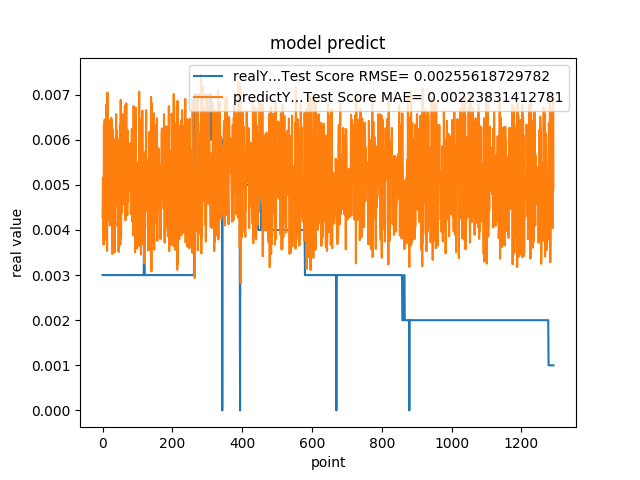 model predict
realY...Test Score RMSE= 0.00255618729782
predictY...Test Score MAE= 0.00223831412781
0.007
0.006
0.005
0.004
0.003
0.002
0.001
0.000
real value
0 200 400 600 800 1000 1200
point